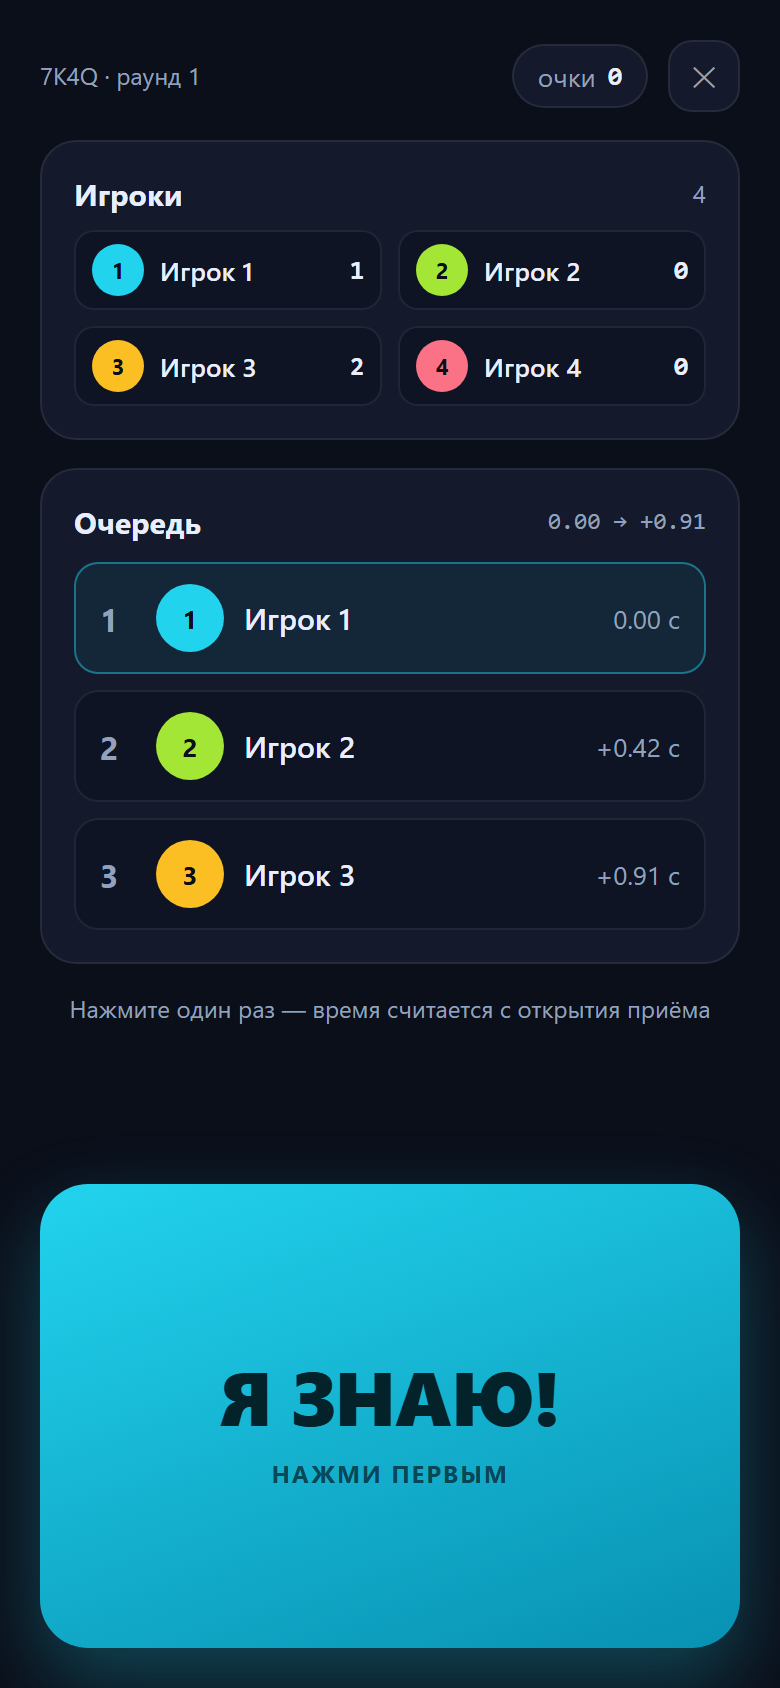 7K4Q · раунд 1
очки 0
Игроки 4
1 Игрок 1 1
2 Игрок 2 0
3 Игрок 3 2
4 Игрок 4 0
Очередь 0.00 → +0.91
1 1 Игрок 1 0.00 с
2 2 Игрок 2 +0.42 с
3 3 Игрок 3 +0.91 с
Нажмите один раз — время считается с открытия приёма
Я ЗНАЮ!
НАЖМИ ПЕРВЫМ